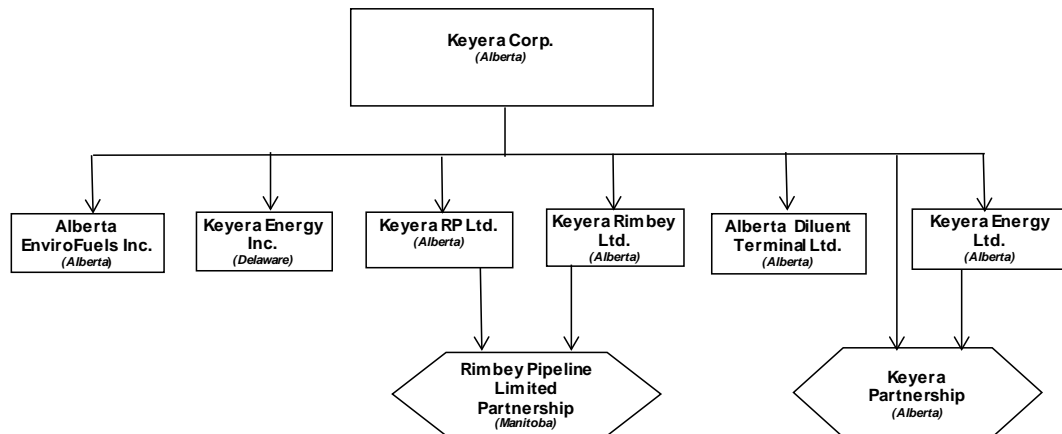 Keyera Corp.
(Alberta)
Alberta
EnviroFuels Inc.
(Alberta)
Keyera Energy
Inc.
(Delaware)
Keyera RP Ltd.
(Alberta)
Keyera Rimbey
Ltd.
(Alberta)
Alberta Diluent
Terminal Ltd.
(Alberta)
Keyera Energy
Ltd.
(Alberta)
Rimbey Pipeline
Limited
Partnership
(Manitoba)
Keyera
Partnership
(Alberta)